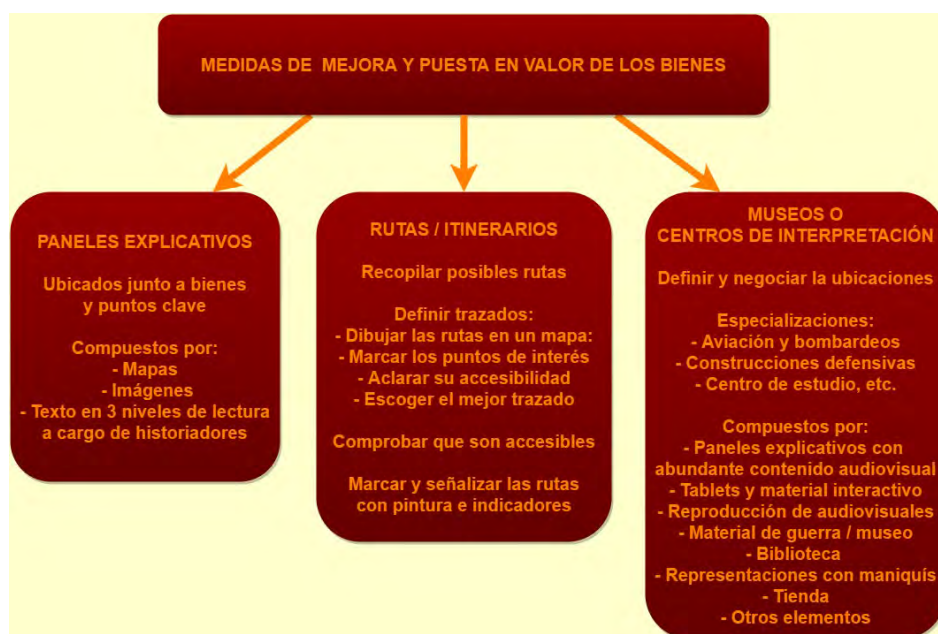 MEDIDAS DE MEJORA Y PUESTA EN VALOR DE LOS BIENES
PANELES EXPLICATIVOS
Ubicados junto a bienes
y puntos clave
Compuestos por:
- Mapas
- Imágenes
- Texto en 3 niveles de lectura
a cargo de historiadores
RUTAS / ITINERARIOS
Recopilar posibles rutas
Definir trazados:
- Dibujar las rutas en un mapa:
- Marcar los puntos de interés
- Aclarar su accesibilidad
- Escoger el mejor trazado
Comprobar que son accesibles
Marcar y señalizar las rutas
con pintura e indicadores
MUSEOS O
CENTROS DE INTERPRETACIÓN
Definir y negociar la ubicaciones
Especializaciones:
- Aviación y bombardeos
- Construcciones defensivas
- Centro de estudio, etc.
Compuestos por:
- Paneles explicativos con
abundante contenido audiovisual
- Tablets y material interactivo
- Reproducción de audiovisuales
- Material de guerra / museo
- Biblioteca
- Representaciones con maniquís
- Tienda
- Otros elementos